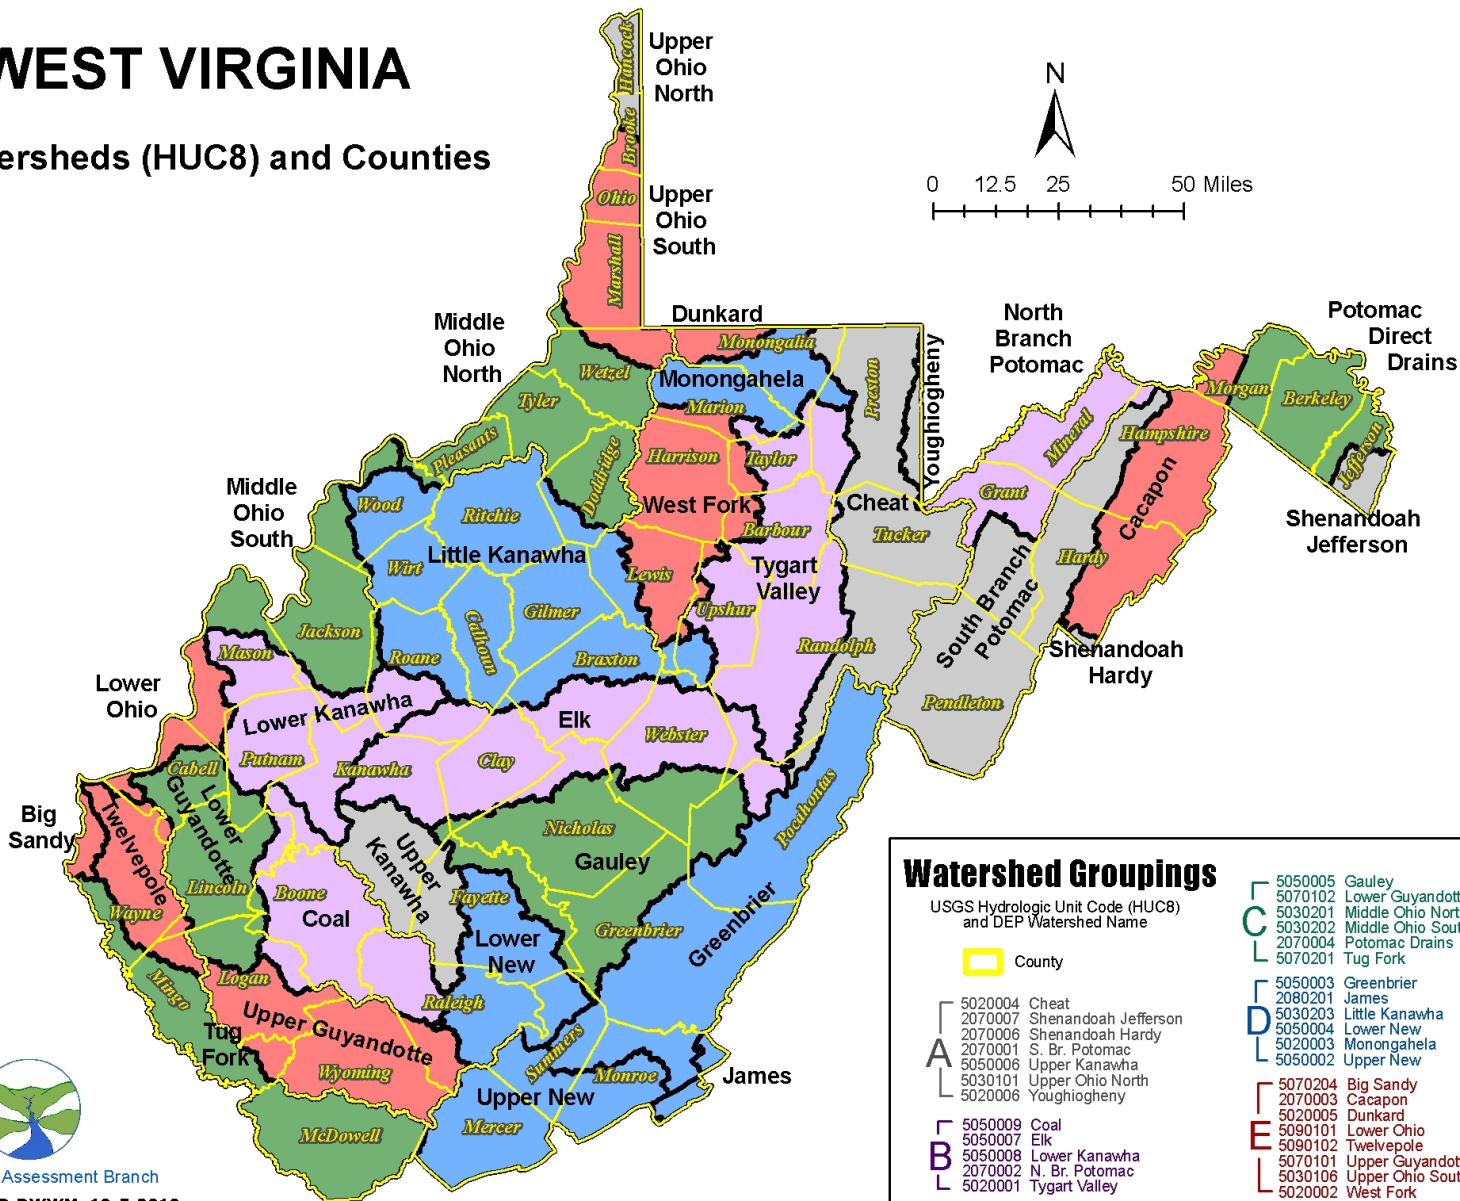 WEST VIRGINIA
ersheds (HUC8) and Counties
N
0 12.5 25 50 Miles
Upper
Ohio
North
Hancock
Brooke
Ohio
Upper
Ohio
South
Marshall
Dunkard
Middle
Ohio
North
Wetzel
Monongalia
Monongahela
Marion
Preston
Youghiogheny
North
Branch
Potomac
Potomac
Direct
Drains
Morgan
Berkeley
Jefferson
Shenandoah
Jefferson
Mineral
Hampshire
Cacapon
Grant
Hardy
Shenandoah
Hardy
South Branch
Potomac
Pendleton
Tyler
Pleasants
Doddridge
Harrison
Taylor
West Fork
Barbour
Cheat
Tucker
Tygart
Valley
Lewis
Upshur
Randolph
Middle
Ohio
South
Wood
Ritchie
Little Kanawha
Wirt
Calhoun
Gilmer
Roane
Braxton
Jackson
Mason
Lower
Ohio
Lower Kanawha
Elk
Putnam
Kanawha
Clay
Webster
Cabell
Lower
Guyandotte
Big
Sandy
Twelvepole
Upper
Kanawha
Nicholas
Gauley
Pocahontas
Lincoln
Boone
Coal
Fayette
Lower
New
Greenbrier
Greenbrier
Wayne
Mingo
Logan
Raleigh
Tug
Fork
Upper Guyandotte
Wyoming
Summers
Monroe
James
Upper New
Mercer
McDowell
Assessment Branch
Watershed Groupings
USGS Hydrologic Unit Code (HUC8)
and DEP Watershed Name
County
A
5020004 Cheat
2070007 Shenandoah Jefferson
2070006 Shenandoah Hardy
2070001 S. Br. Potomac
5050006 Upper Kanawha
5030101 Upper Ohio North
5020006 Youghiogheny
B
5050009 Coal
5050007 Elk
5050008 Lower Kanawha
2070002 N. Br. Potomac
5020001 Tygart Valley
C
5050005 Gauley
5070102 Lower Guyandott
5030201 Middle Ohio Nort
5030202 Middle Ohio Sout
2070004 Potomac Drains
5070201 Tug Fork
D
5050003 Greenbrier
2080201 James
5030203 Little Kanawha
5050004 Lower New
5020003 Monongahela
5050002 Upper New
E
5070204 Big Sandy
2070003 Cacapon
5020005 Dunkard
5090101 Lower Ohio
5090102 Twelvepole
5070101 Upper Guyandot
5030106 Upper Ohio Sout
5020002 West Fork